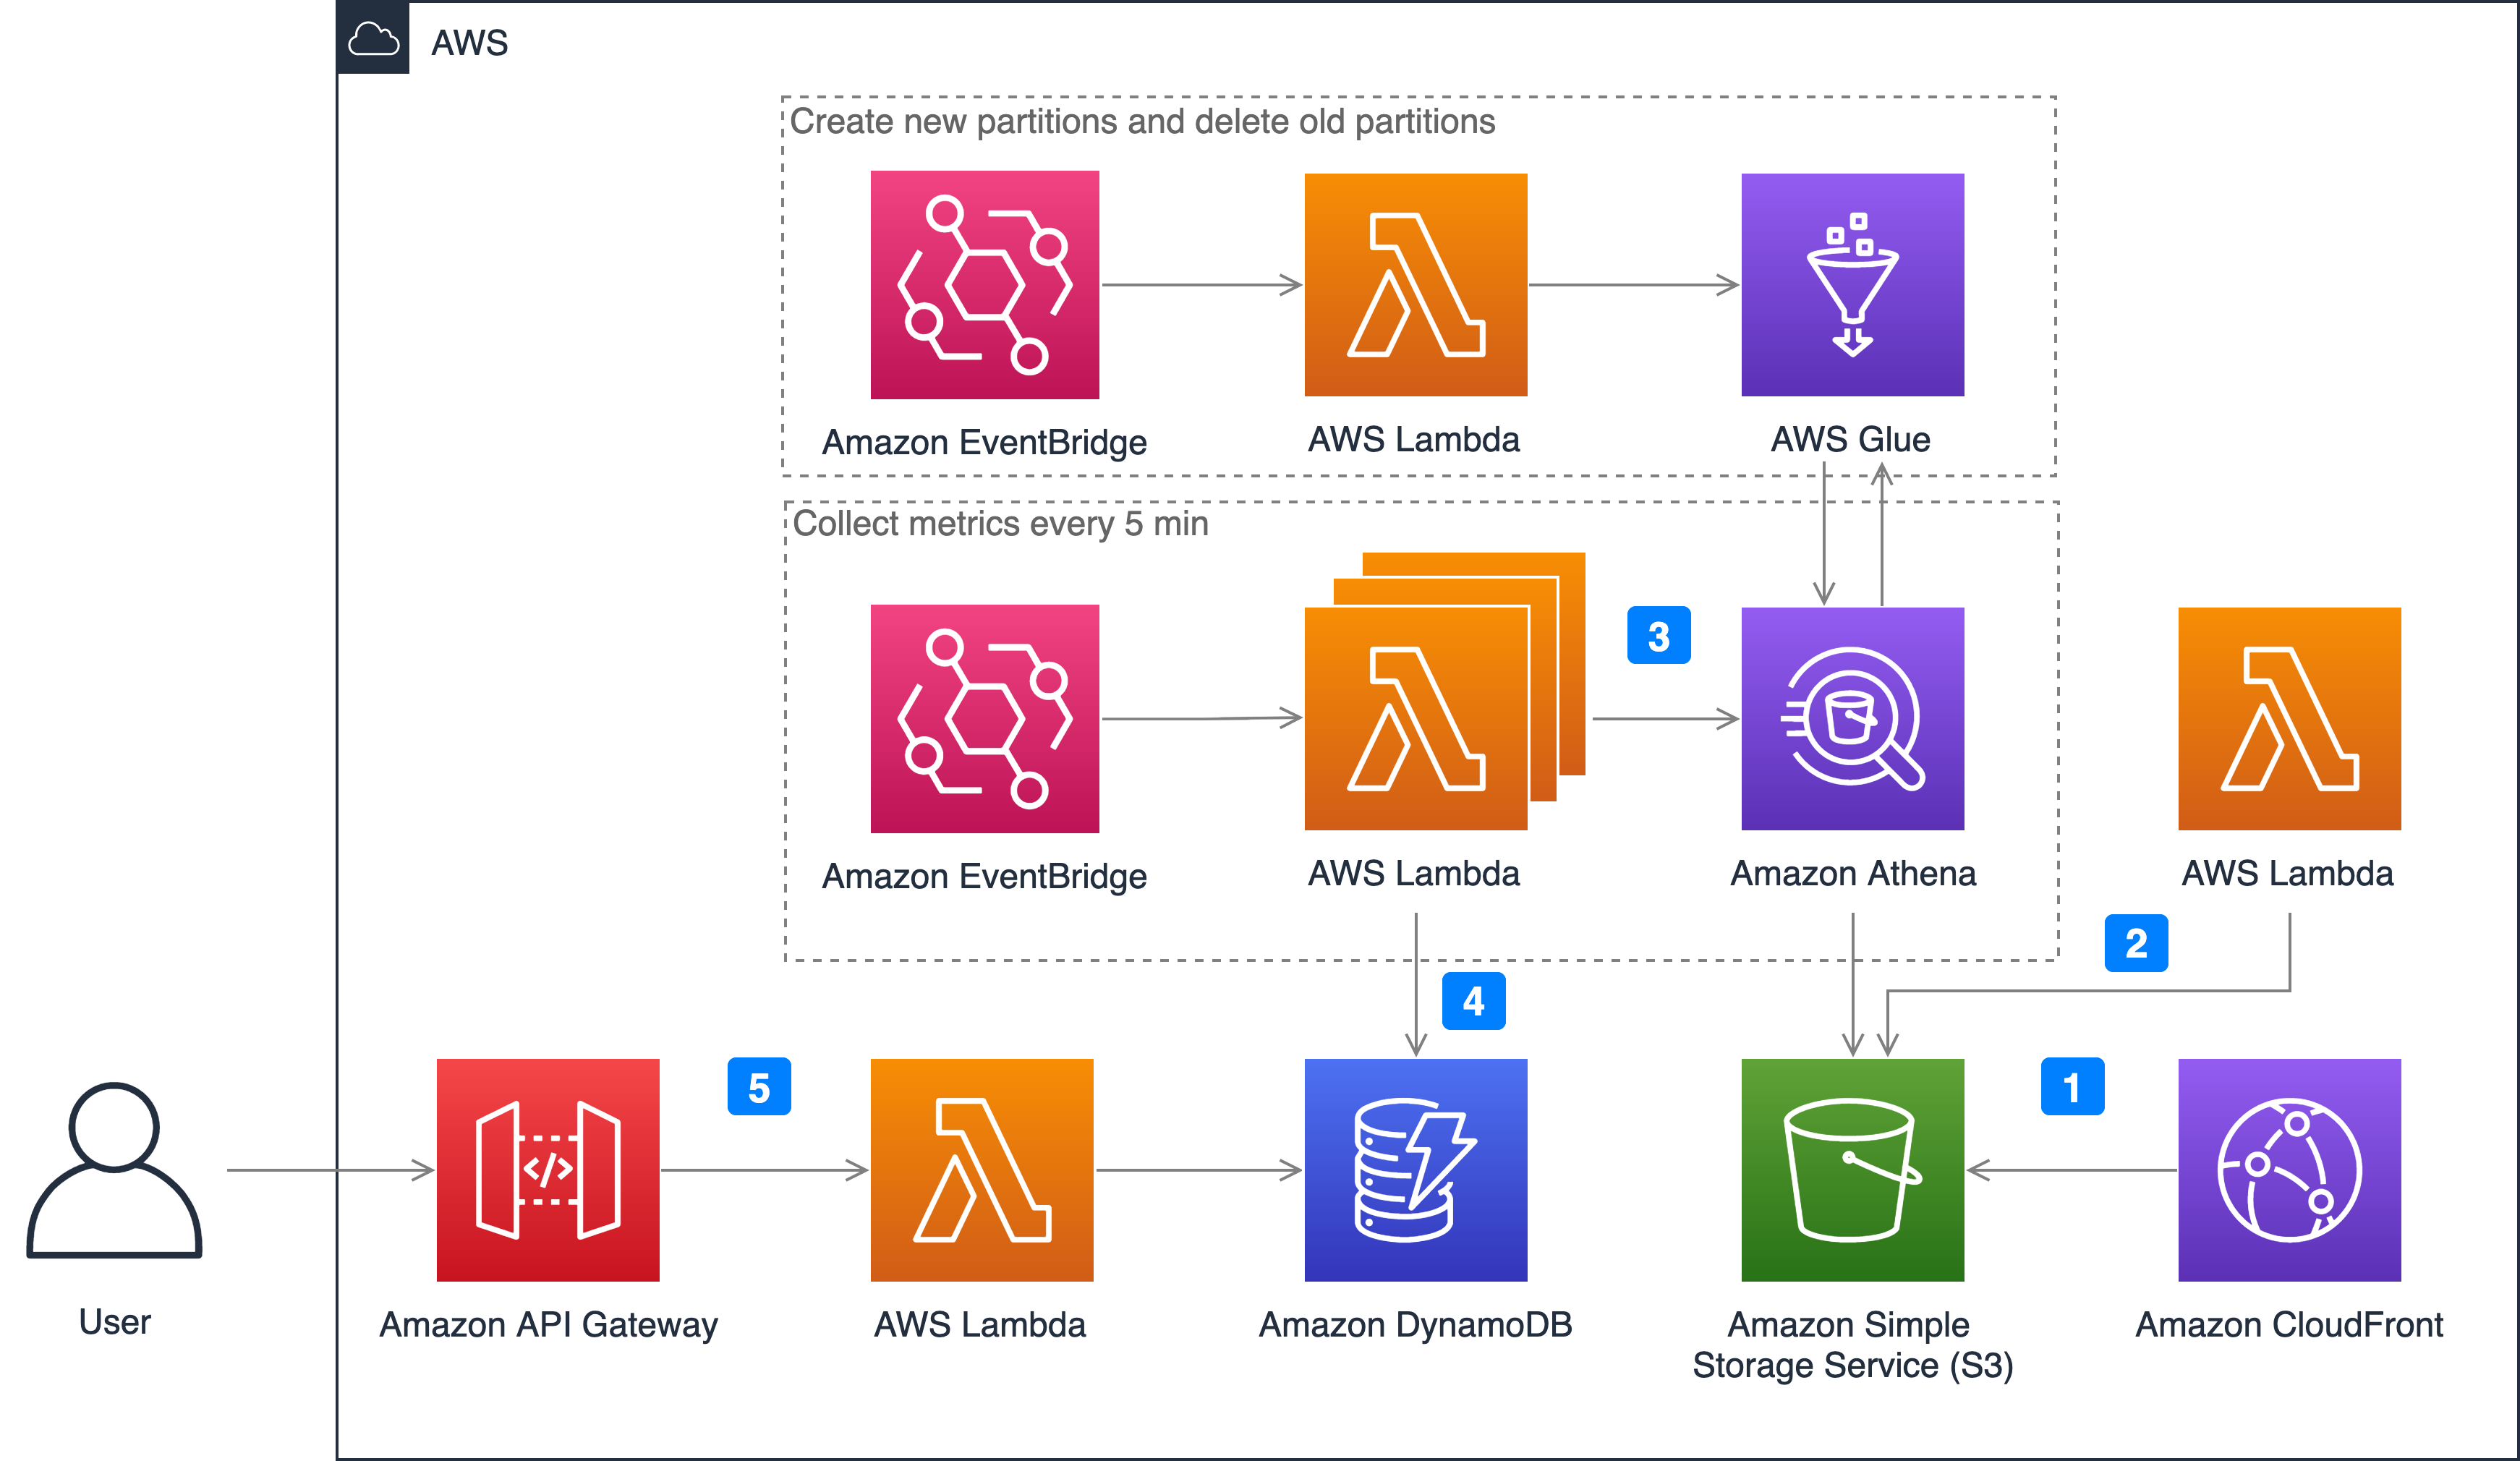 AWS
Create new partitions and delete old partitions
Amazon EventBridge
AWS Lambda
AWS Glue
Collect metrics every 5 min
3
Amazon EventBridge
AWS Lambda
Amazon Athena
AWS Lambda
2
4
5
1
</>
User
Amazon API Gateway
AWS Lambda
Amazon DynamoDB
Amazon Simple
Storage Service (S3)
Amazon CloudFront